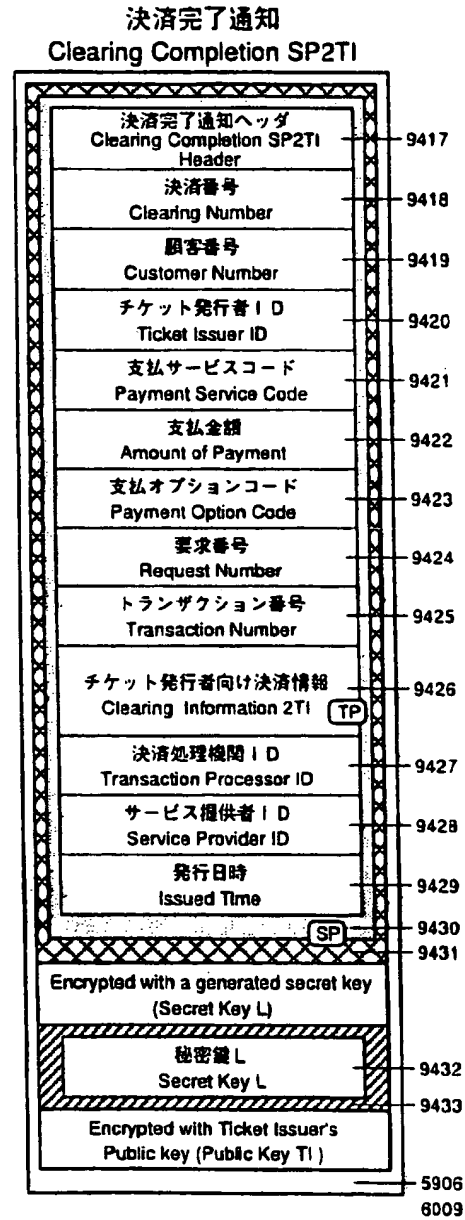 決済完了通知
Clearing Completion SP2TI
決済完了通知ヘッダ
Clearing Completion SP2TI
Header
9417
決済番号
Clearing Number
9418
顧客番号
Customer Number
9419
チケット発行者ID
Ticket Issuer ID
9420
支払サービスコード
Payment Service Code
9421
支払金額
Amount of Payment
9422
支払オプションコード
Payment Option Code
9423
要求番号
Request Number
9424
トランザクション番号
Transaction Number
9425
チケット発行者向け決済情報
Clearing Information 2TI
TP
9426
決済処理機関ID
Transaction Processor ID
9427
サービス提供者ID
Service Provider ID
9428
発行日時
Issued Time
9429
SP
9430
9431
Encrypted with a generated secret key
(Secret Key L)
秘密鍵L
Secret Key L
9432
9433
Encrypted with Ticket Issuer's
Public key (Public Key TI)
5906
6009